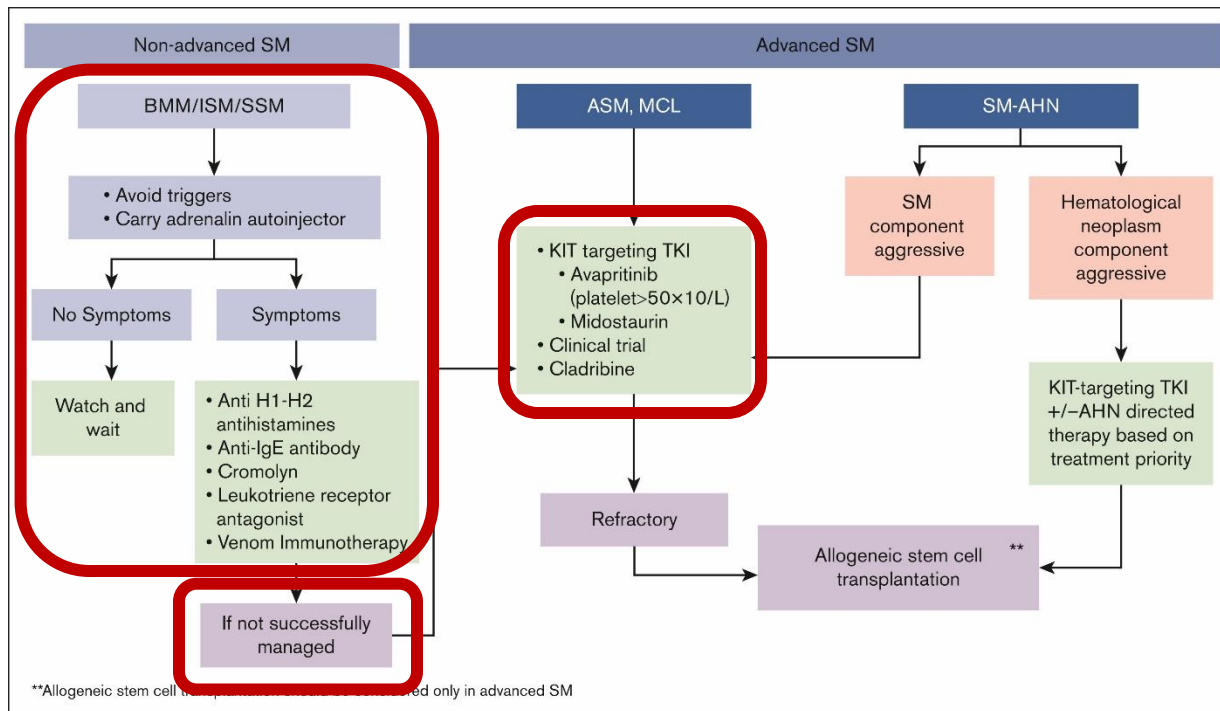 Non-advanced SM
Advanced SM
BMM/ISM/SSM
• Avoid triggers
• Carry adrenalin autoinjector
No Symptoms
Symptoms
Watch and
wait
• Anti H1-H2
antihistamines
• Anti-IgE antibody
• Cromolyn
• Leukotriene receptor
antagonist
• Venom Immunotherapy
If not successfully
managed
ASM, MCL
• KIT targeting TKI
• Avapritinib
(platelet>50×10/L)
• Midostaurin
• Clinical trial
• Cladribine
Refractory
SM-AHN
SM
component
aggressive
Hematological
neoplasm
component
aggressive
KIT-targeting TKI
+/–AHN directed
therapy based on
treatment priority
Allogeneic stem cell
transplantation
**
**Allogeneic stem cell transplantation should be considered only in advanced SM